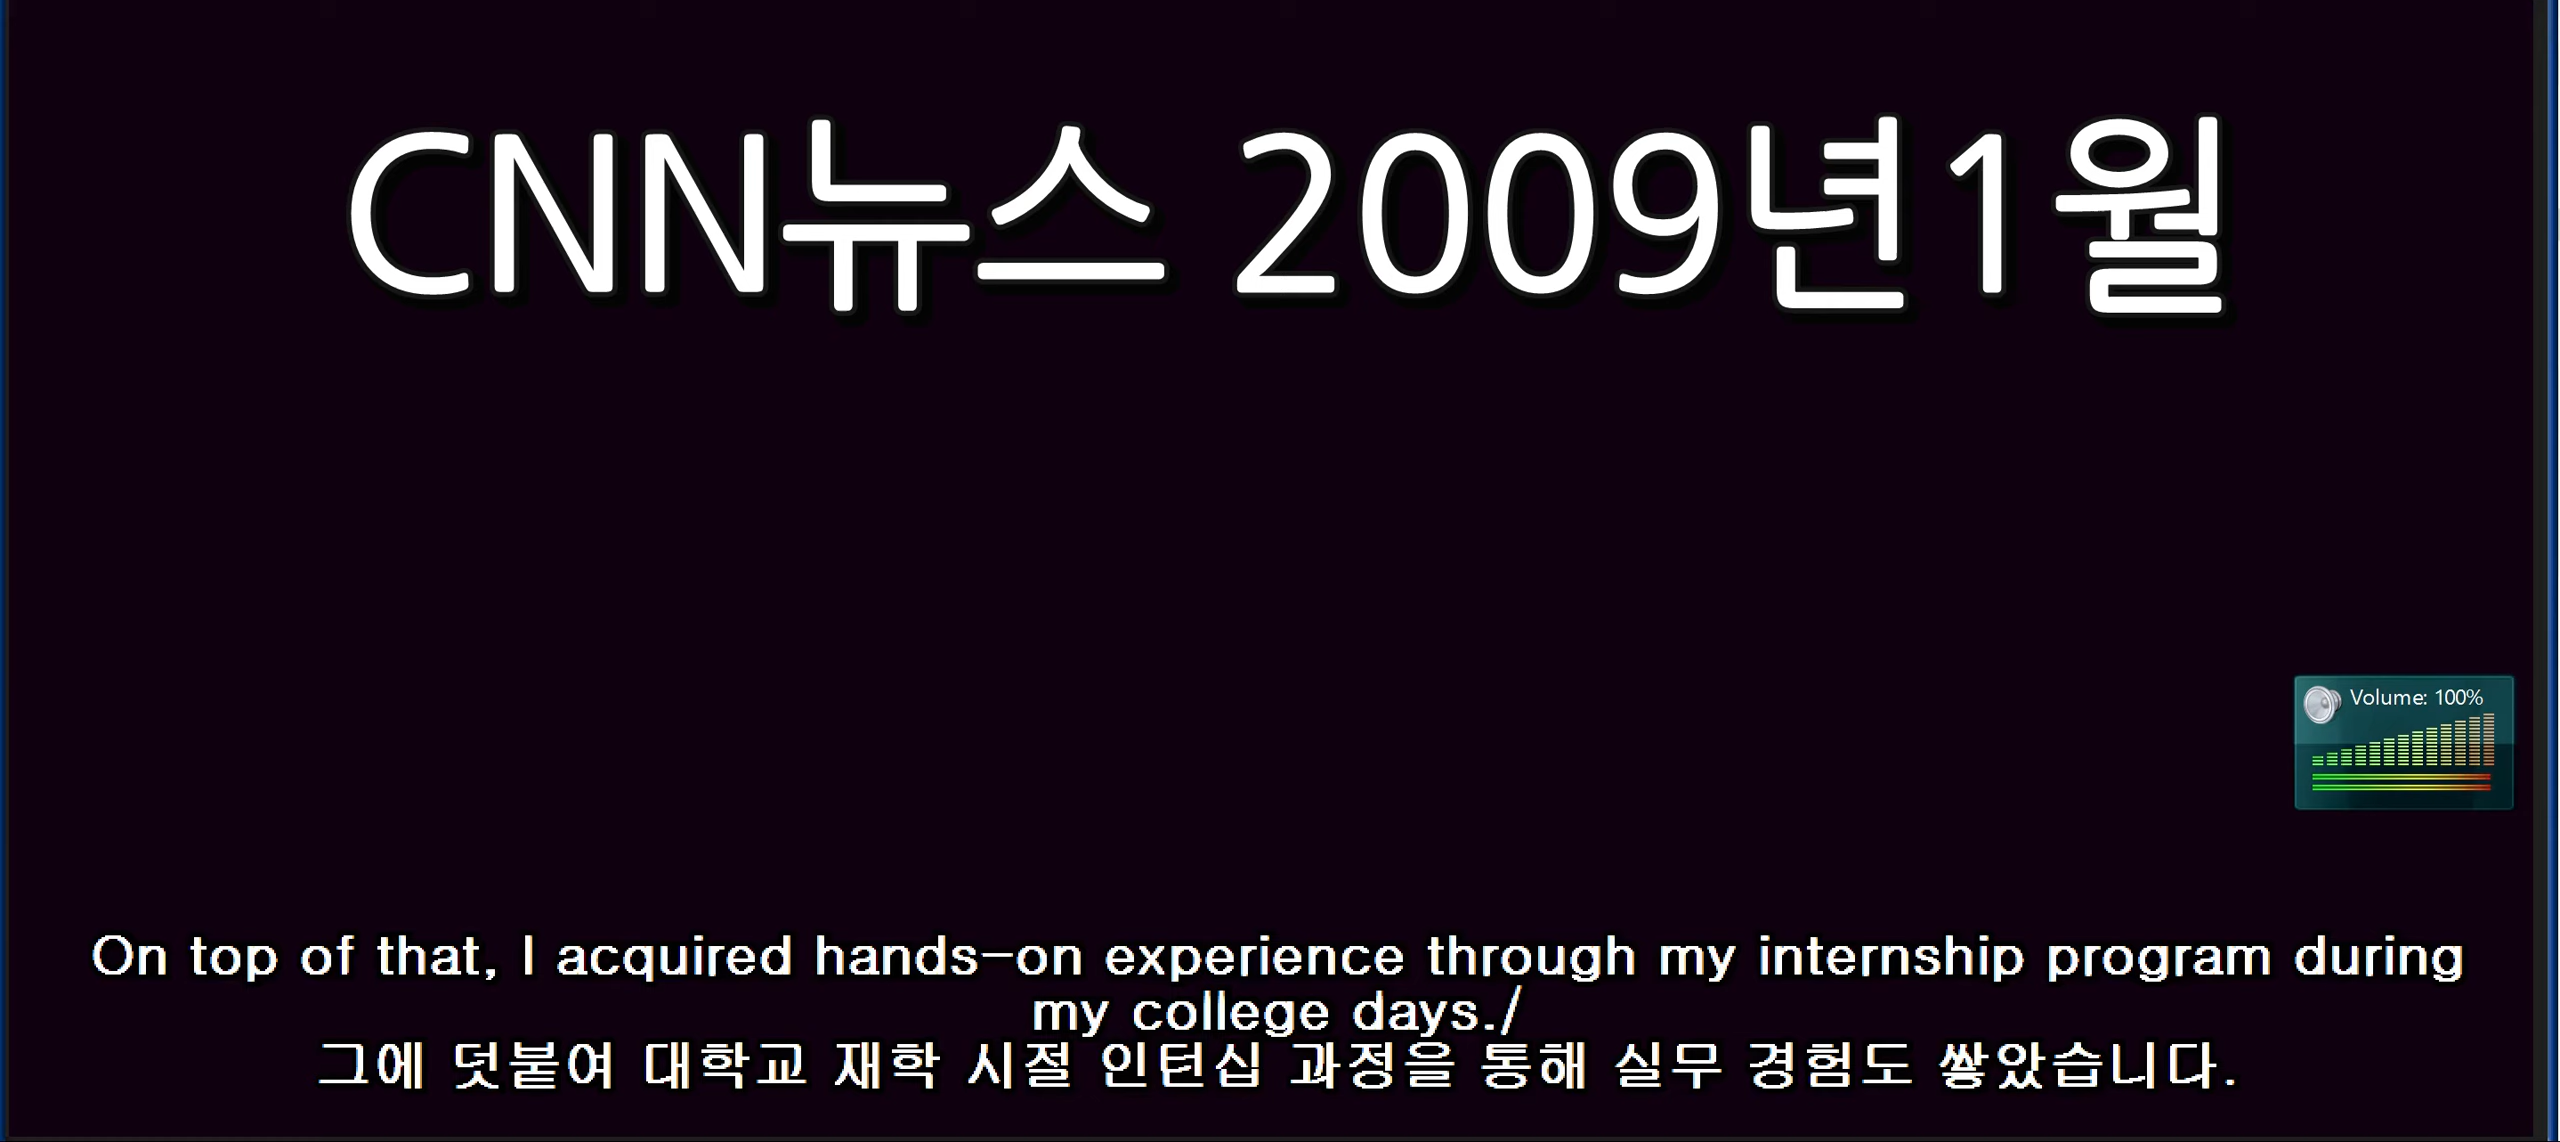 CNN뉴스 2009년1월
Volume: 100%
On top of that, I acquired hands-on experience through my internship program during
my college days./
그에 덧붙여 대학교 재학 시절 인턴십 과정을 통해 실무 경험도 쌓았습니다.